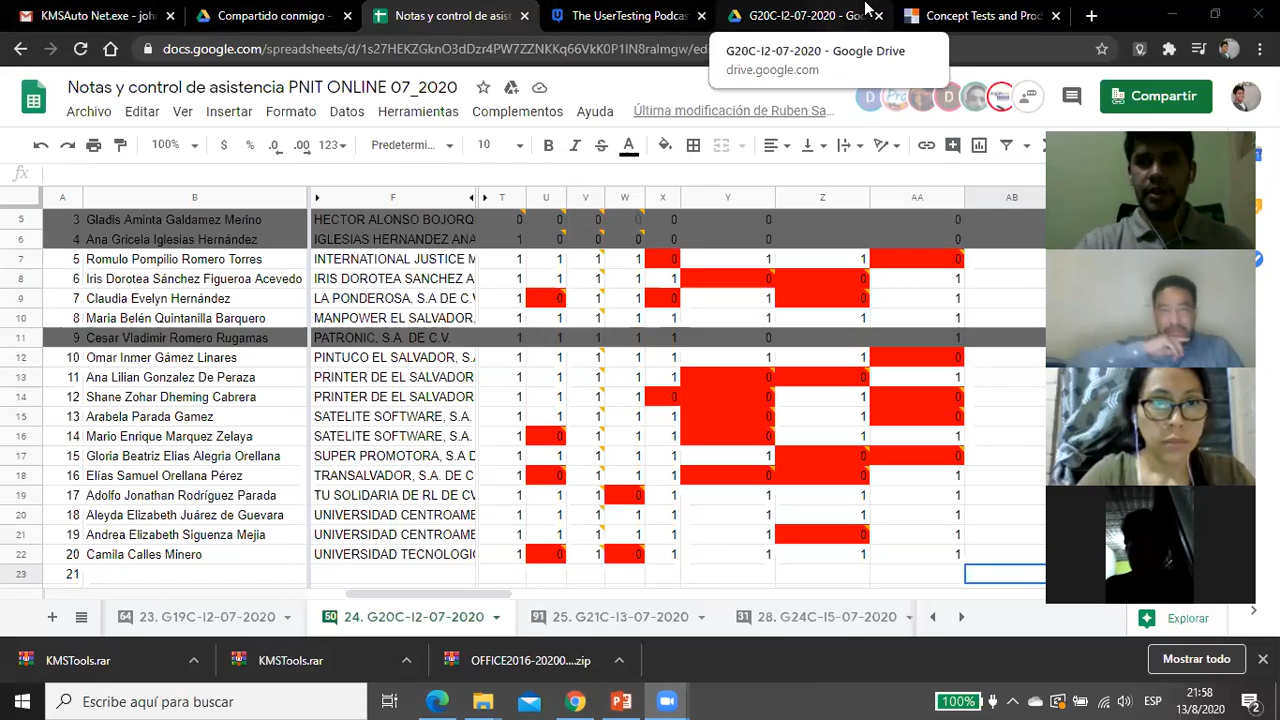 KMSAuto Net.exe - joh
Compartido conmigo -
Notas y control de asiste
The UserTesting Podcas
G20C-I2-07-2020 - Goo
Concept Tests and Prod
docs.google.com/spreadsheets/d/1s27HEKZGknO3dDzr4PW7ZZNKKq66VkK0P1IN8ralmgw/ed
G20C-I2-07-2020 - Google Drive
drive.google.com
Notas y control de asistencia PNIT ONLINE 07_2020
Archivo Editar Ver Insertar Formato Datos Herramientas Complementos Ayuda Última modificación de Ruben Sa...
Compartir
100% $ % .0 .00 123 Predetermi... 10
B I S A
fx
A B F T U V W X Y Z AA AB
5 3 Gladis Aminta Galdamez Merino HECTOR ALONSO BOJORQ 0 0 0 0 0 0 0 0
6 4 Ana Gricela Iglesias Hernández IGLESIAS HERNANDEZ ANA 1 0 0 0 0 0 0 0
7 5 Romulo Pompilio Romero Torres INTERNATIONAL JUSTICE M 1 1 1 1 0 1 1 0
8 6 Iris Dorotea Sánchez Figueroa Acevedo IRIS DOROTEA SANCHEZ A 1 1 1 1 1 0 0 1
9 7 Claudia Evelyn Hernández LA PONDEROSA, S.A DE C.V 1 0 1 1 0 1 0 1
10 8 Maria Belén Quintanilla Barquero MANPOWER EL SALVADOR, 1 1 1 1 1 1 1 1
11 9 Cesar Vladimir Romero Rugamas PATRONIC, S.A. DE C.V. 1 1 1 1 1 0 1
12 10 Omar Inmer Gámez Linares PINTUCO EL SALVADOR, S 1 1 1 1 1 1 1 0
13 11 Ana Lilian Gonzalez De Peraza PRINTER DE EL SALVADOR 1 1 1 1 1 0 0 1
14 12 Shane Zohar Dheming Cabrera PRINTER DE EL SALVADOR 1 1 1 1 0 0 1 0
15 13 Arabela Parada Gamez SATELITE SOFTWARE, S.A. 1 1 1 1 1 0 1 0
16 14 Mario Enrique Marquez Zelaya SATELITE SOFTWARE, S.A. 1 0 1 1 1 0 1 1
17 15 Gloria Beatriz Elias Alegria Orellana SUPER PROMOTORA, S.A D 1 1 1 1 1 1 0 0
18 16 Elías Samuel Orellana Pérez TRANSALVADOR, S.A. DE C 1 0 1 1 1 0 0 1
19 17 Adolfo Jonathan Rodríguez Parada TU SOLIDARIA DE RL DE CV 1 1 1 0 1 1 1 1
20 18 Aleyda Elizabeth Juárez de Guevara UNIVERSIDAD CENTROAME 1 1 1 1 1 1 1 1
21 19 Andrea Elizabeth Siguenza Mejia UNIVERSIDAD CENTROAME 1 1 1 1 1 1 0 1
22 20 Camila Calles Minero UNIVERSIDAD TECNOLOGIC 1 0 1 0 1 1 1 1
23 21
64 23. G19C-I2-07-2020 50 24. G20C-I2-07-2020 91 25. G21C-I3-07-2020 31 28. G24C-I5-07-2020 Explorar
KMSTools.rar KMSTools.rar OFFICE2016-20200....zip Mostrar todo
Escribe aquí para buscar
100% ESP 21:58
13/8/2020 2